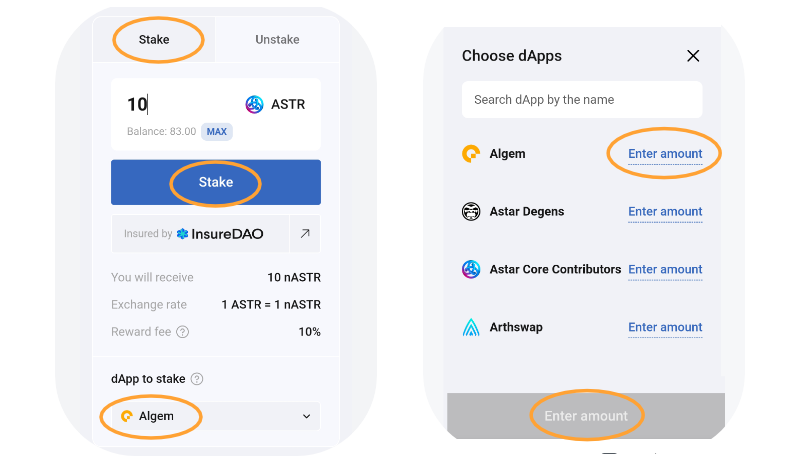 Stake
Unstake
10
ASTR
Balance: 83.00 MAX
Stake
Insured by InsureDAO
You will receive 10 nASTR
Exchange rate 1 ASTR = 1 nASTR
Reward fee ? 10%
dApp to stake ?
Algem
Choose dApps
Search dApp by the name
Algem Enter amount
Astar Degens Enter amount
Astar Core Contributors Enter amount
Arthswap Enter amount
Enter amount